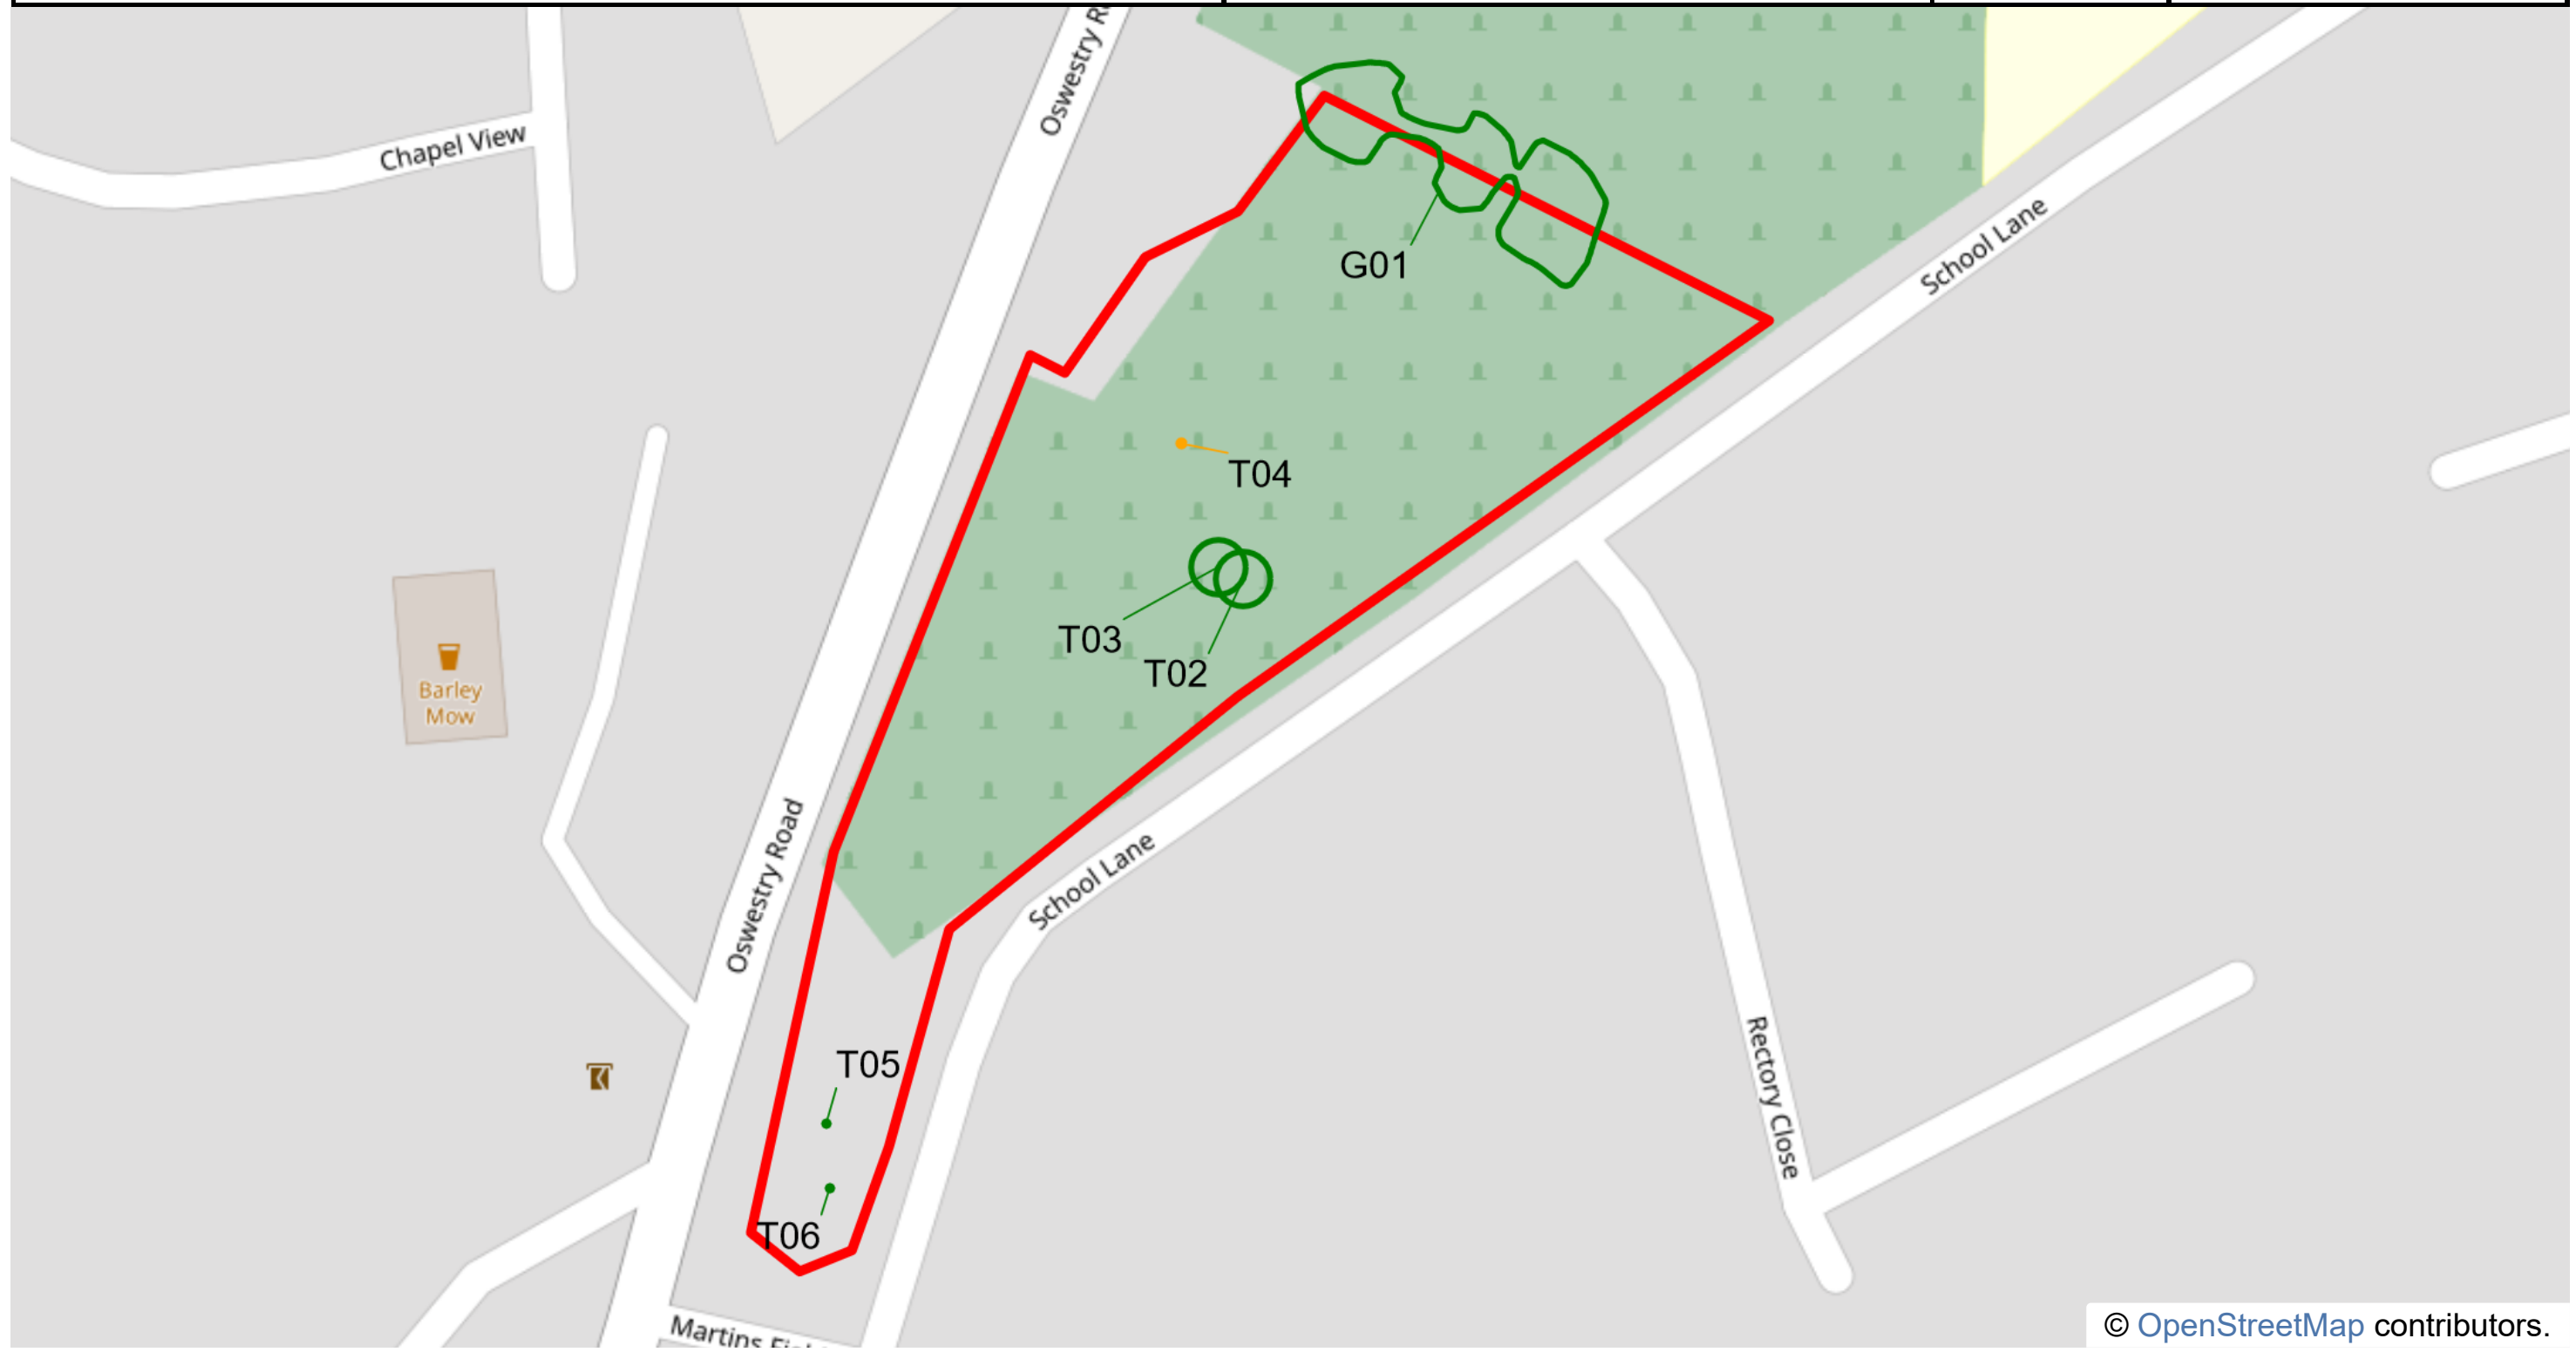 Oswestry
Chapel View
G01
School Lane
T04
T03
T02
Barley
Mow
Oswestry Road
School Lane
T05
Rectory Close
T06
Martins
© OpenStreetMap contributors.